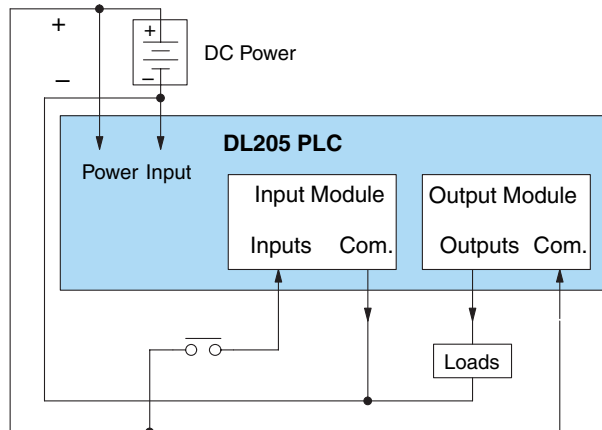 +
+
DC Power
–
–
DL205 PLC
Power Input
Input Module
Output Module
Inputs Com.
Outputs Com.
Loads